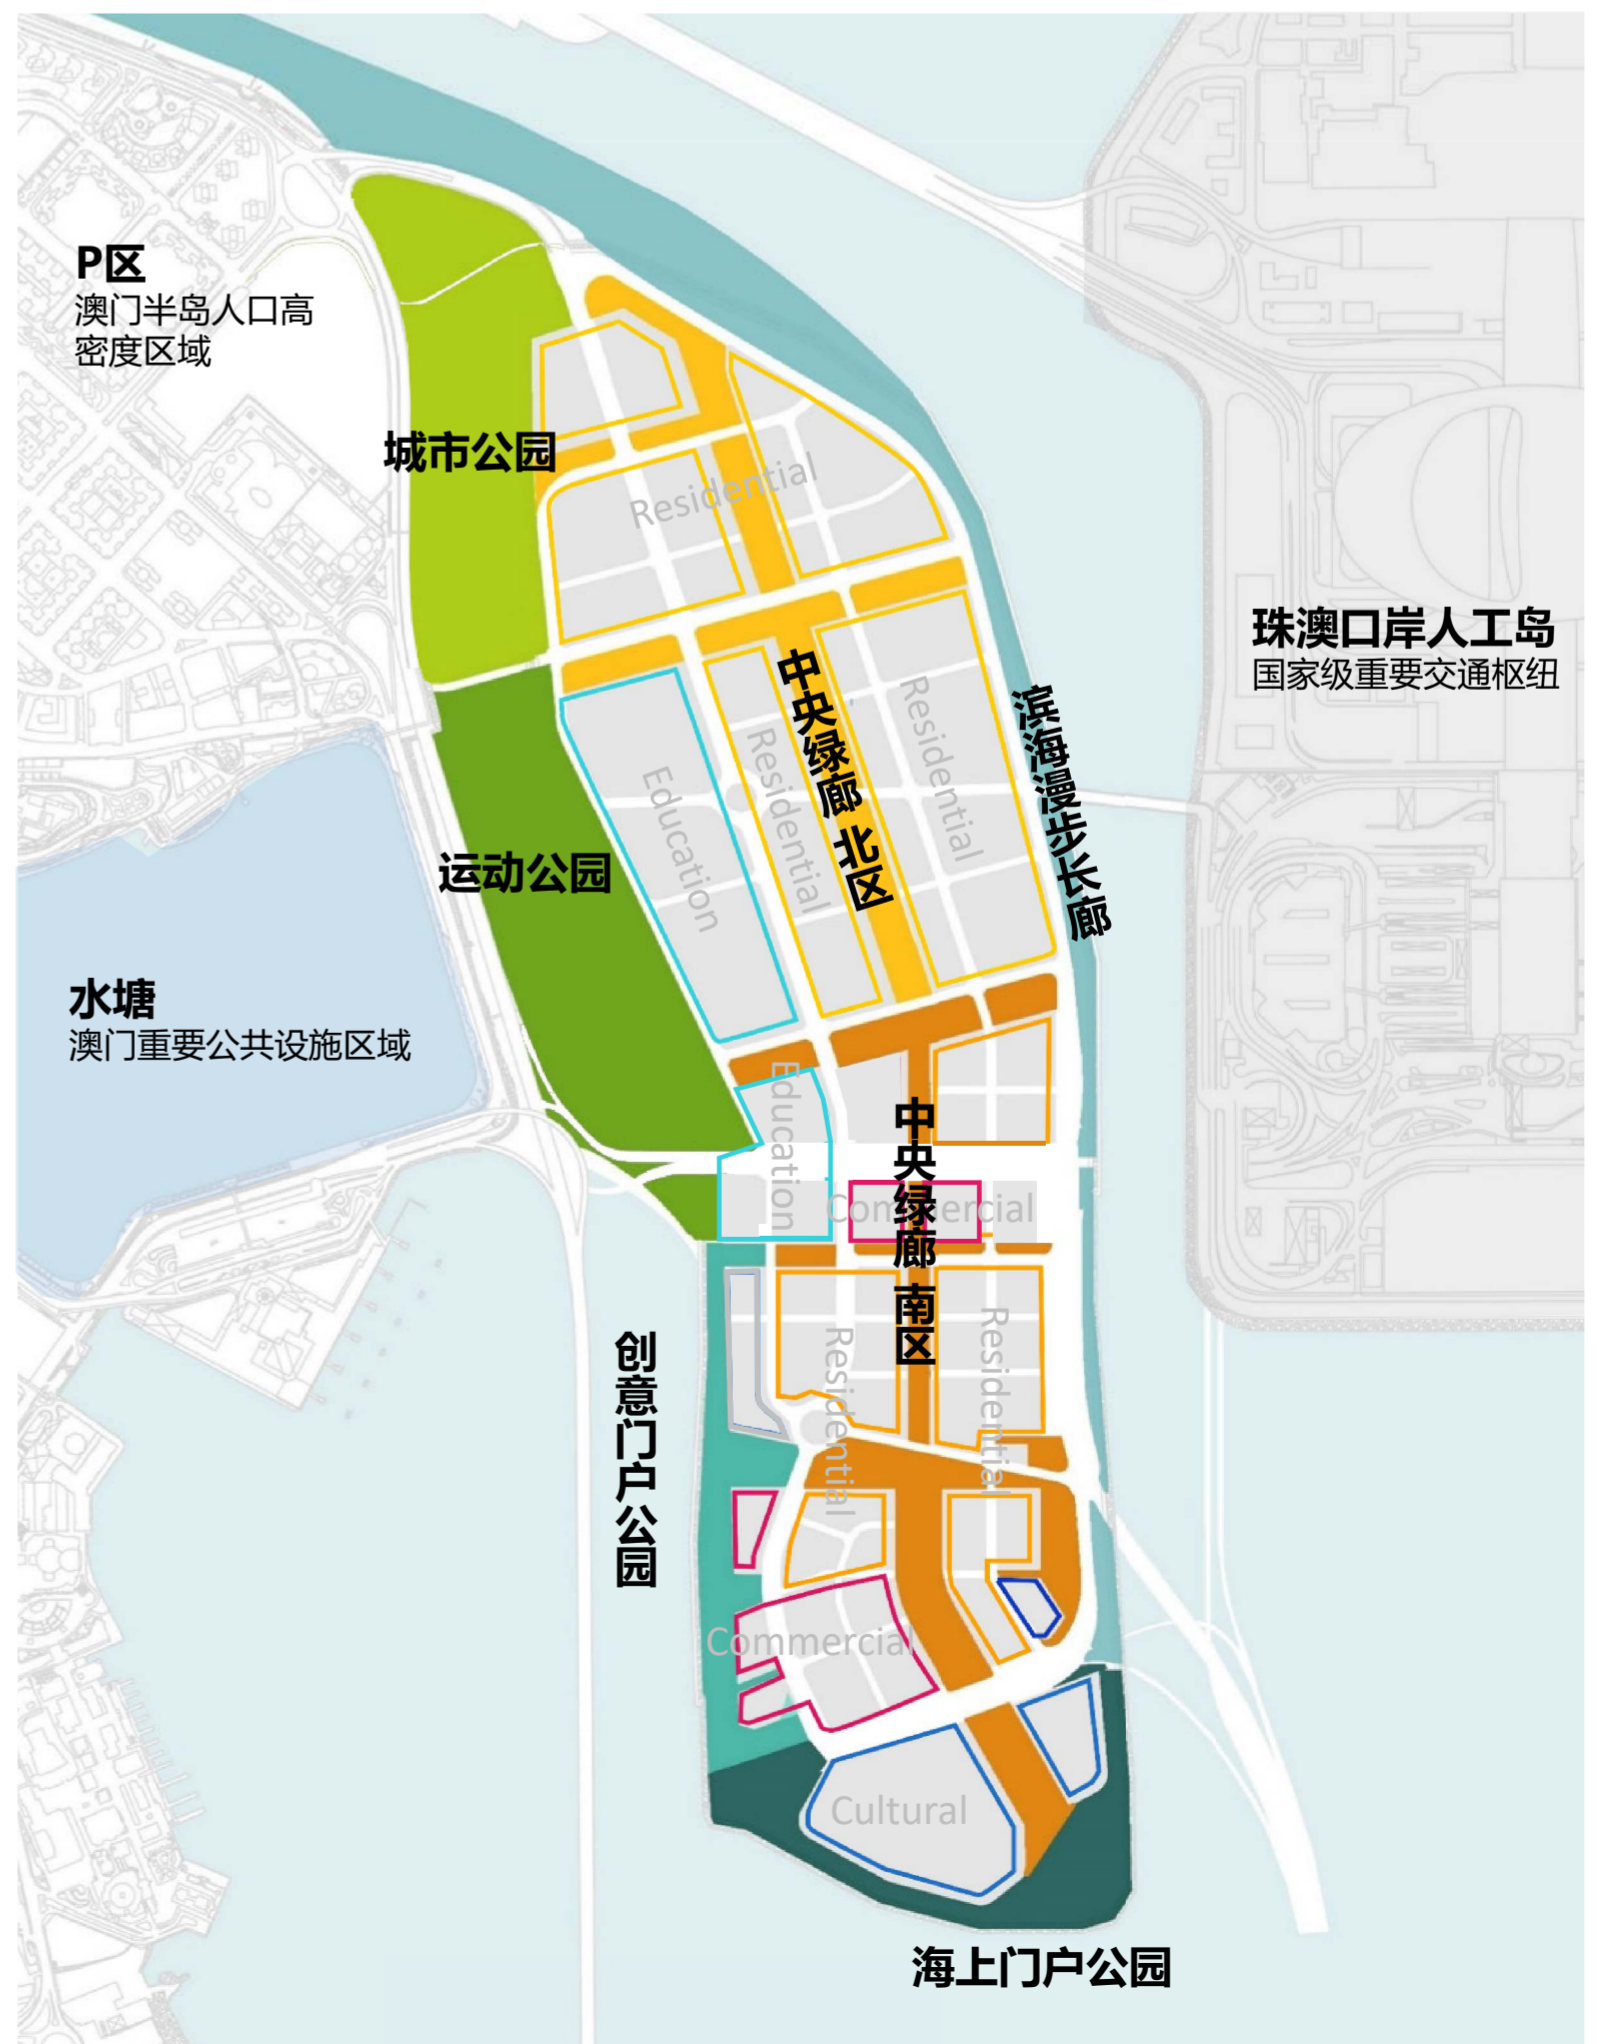 P区
澳门半岛人口高
密度区域
城市公园
Residential
珠澳口岸人工岛
国家级重要交通枢纽
中央绿廊 北区
Residential
Residential
滨海漫步长廊
Education
运动公园
水塘
澳门重要公共设施区域
Education
中央绿廊 南区
Commercial
创意门户公园
Residential
Residential
Commercial
Cultural
海上门户公园